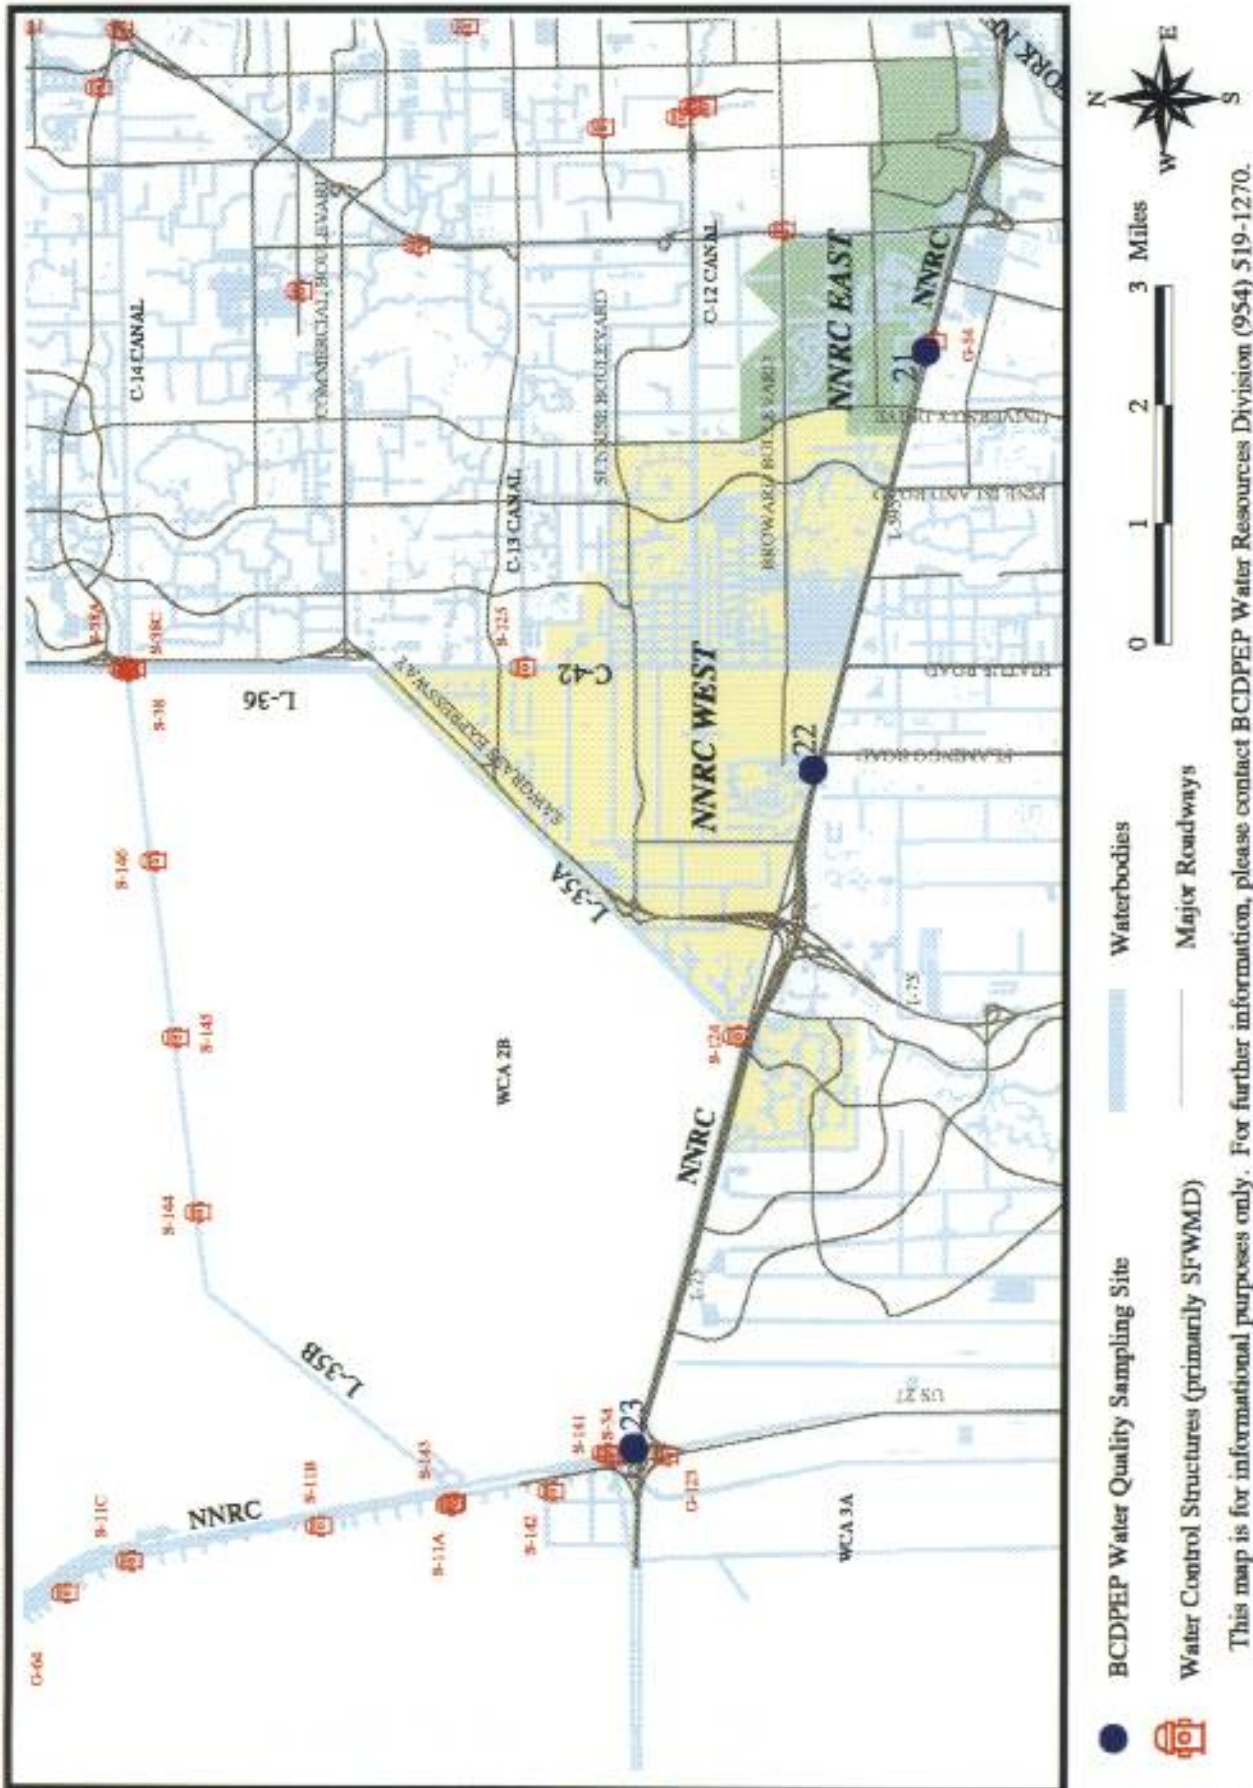 G-64
S-11C
NNRC
S-11B
S-11A
S-143
S-142
S-141
S-34
23
G-123
US 27
WCA 3A
L-35B
S-144
S-145
S-146
S-38
L-36
S-38C
C-14 CANAL
WCA 2B
NNRC
I-75
S-124
I-75
L-35A
SAWGRASS EXPRESSWAY
S-125
C-42
C-13 CANAL
NNRC WEST
22
FLAMINGO ROAD
HIATUS ROAD
PINE ISLAND ROAD
UNIVERSITY DRIVE
BROWARD BOULEVARD
SUNRISE BOULEVARD
COMMERCIAL BOULEVARD
C-12 CANAL
NNRC EAST
21
NNRC
G-54
N
E
S
W
0 1 2 3 Miles
BCDPEP Water Quality Sampling Site
Waterbodies
Water Control Structures (primarily SFWMD)
Major Roadways
This map is for informational purposes only. For further information, please contact BCDPEP Water Resources Division (954) 519-1270.